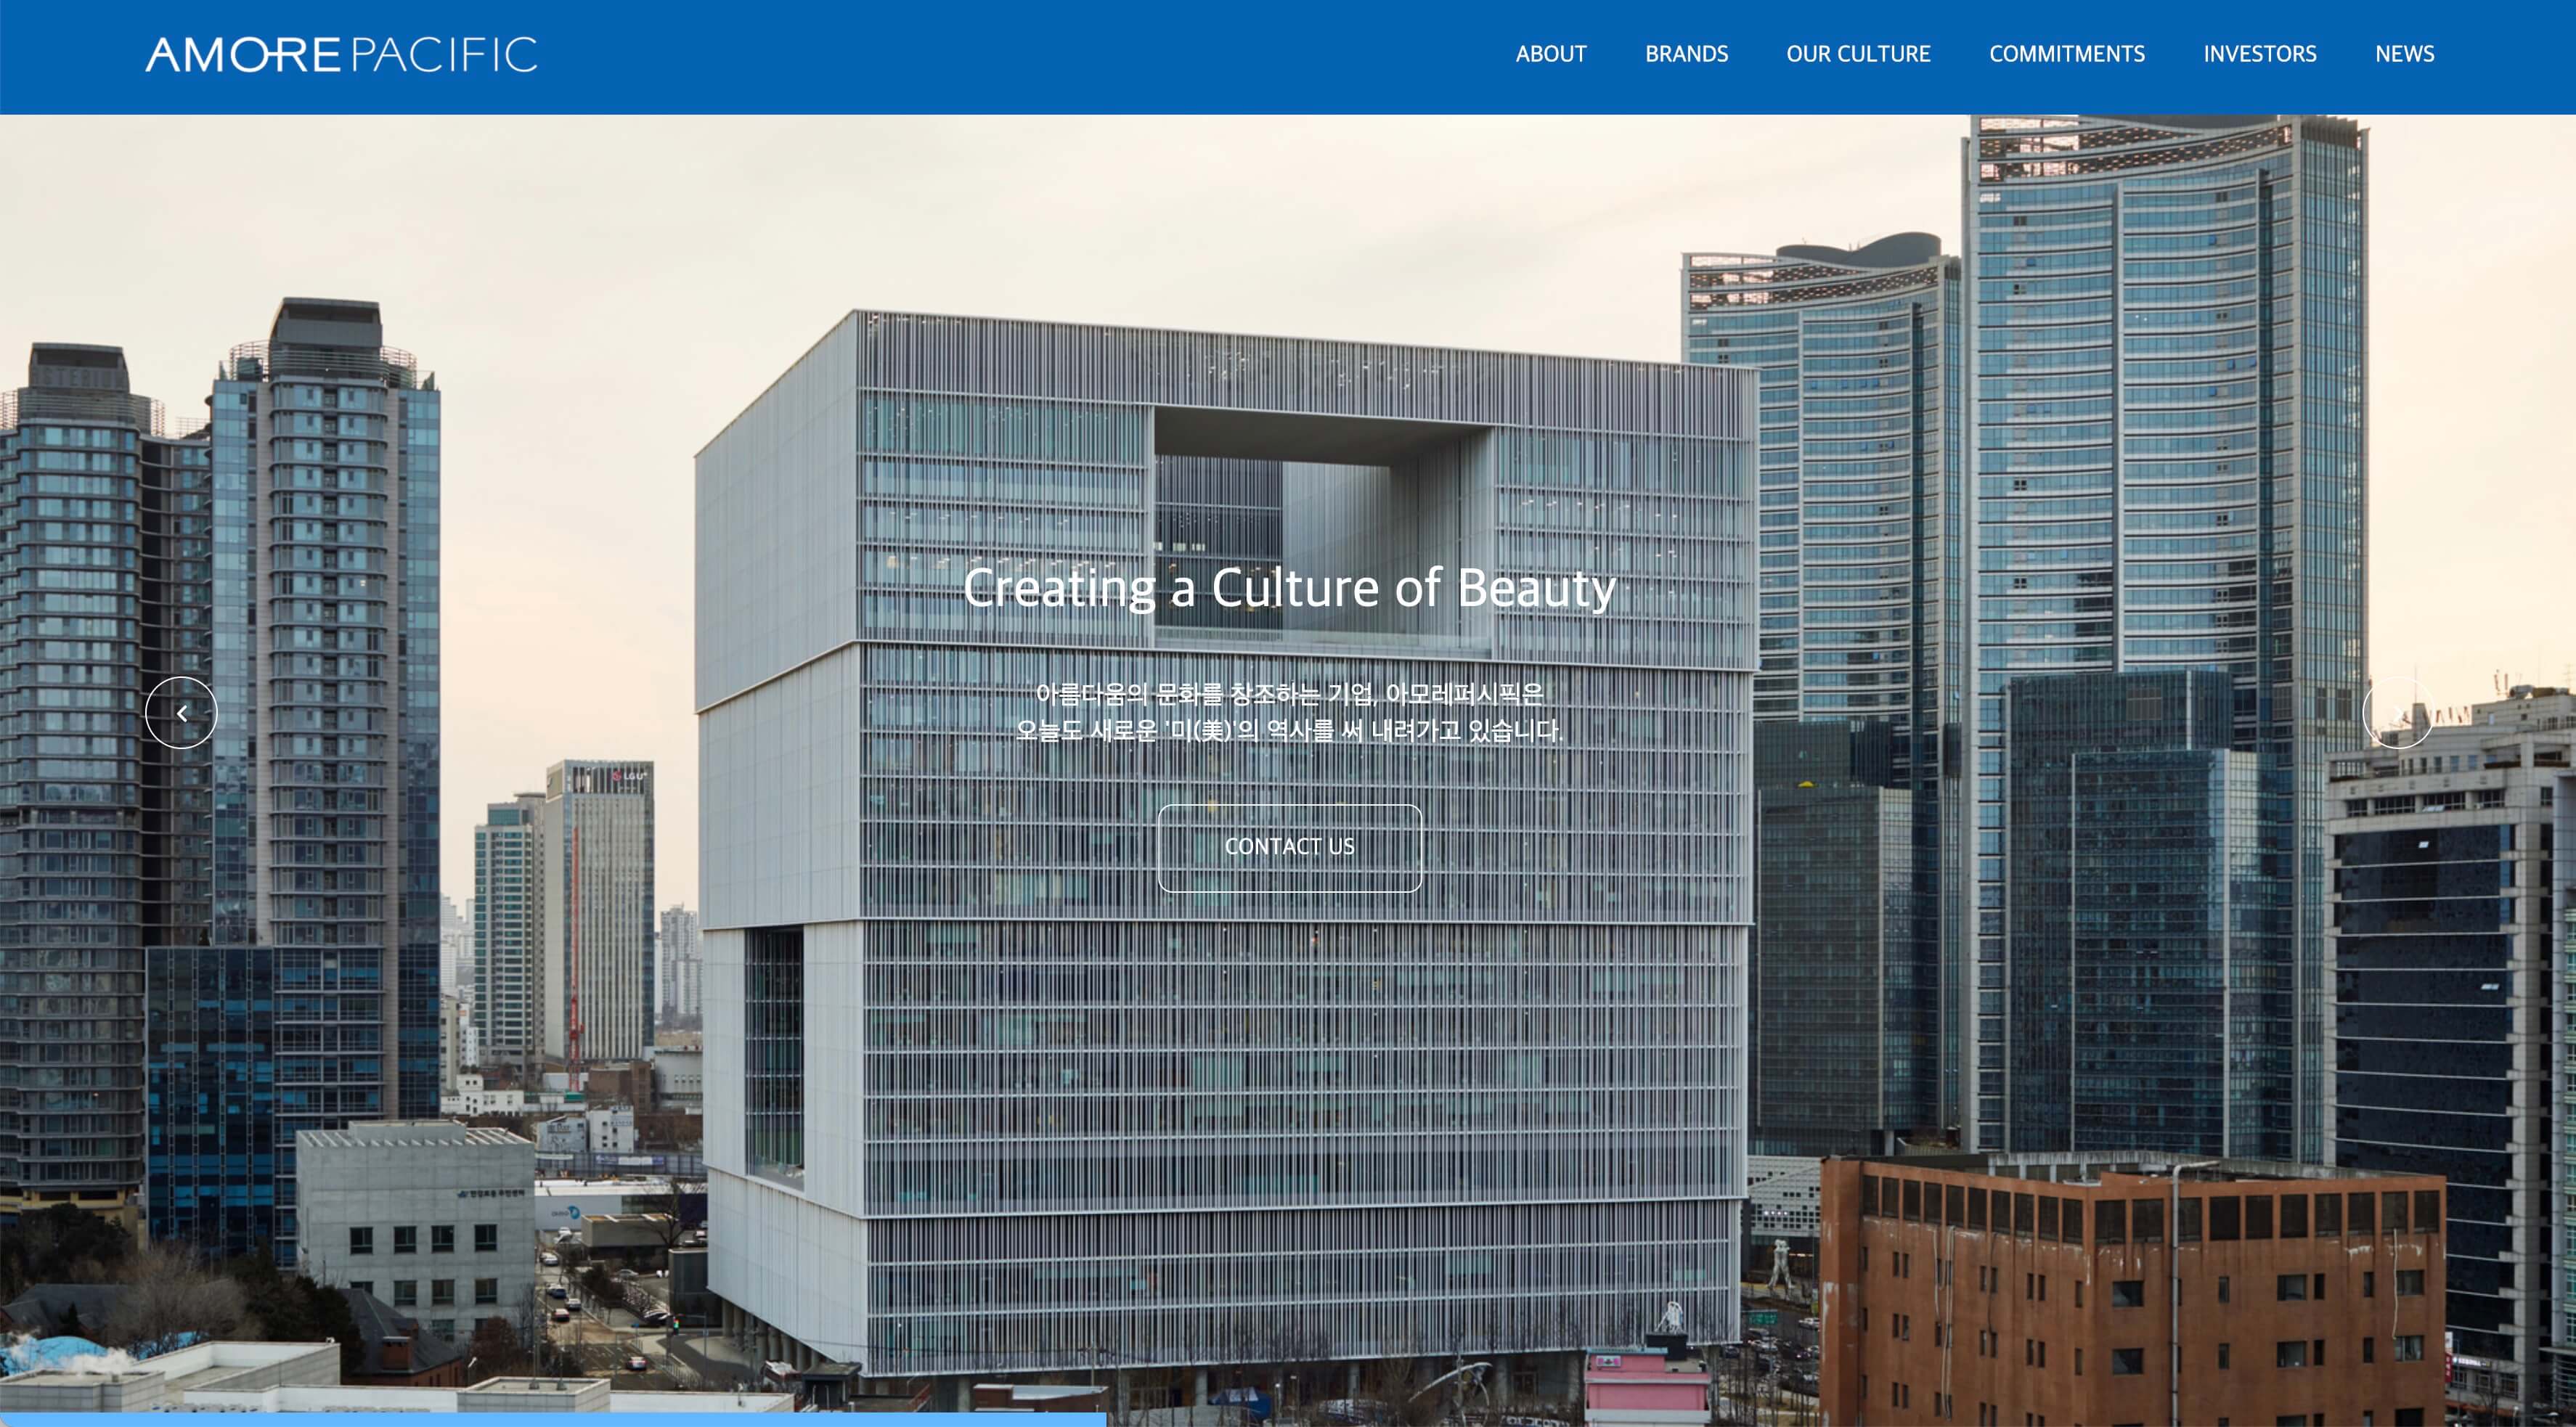 AMOREPACIFIC
ABOUT BRANDS OUR CULTURE COMMITMENTS INVESTORS NEWS
Creating a Culture of Beauty
아름다움의 문화를 창조하는 기업, 아모레퍼시픽은
오늘도 새로운 '미(美)'의 역사를 써 내려가고 있습니다.
LG U+
CONTACT US